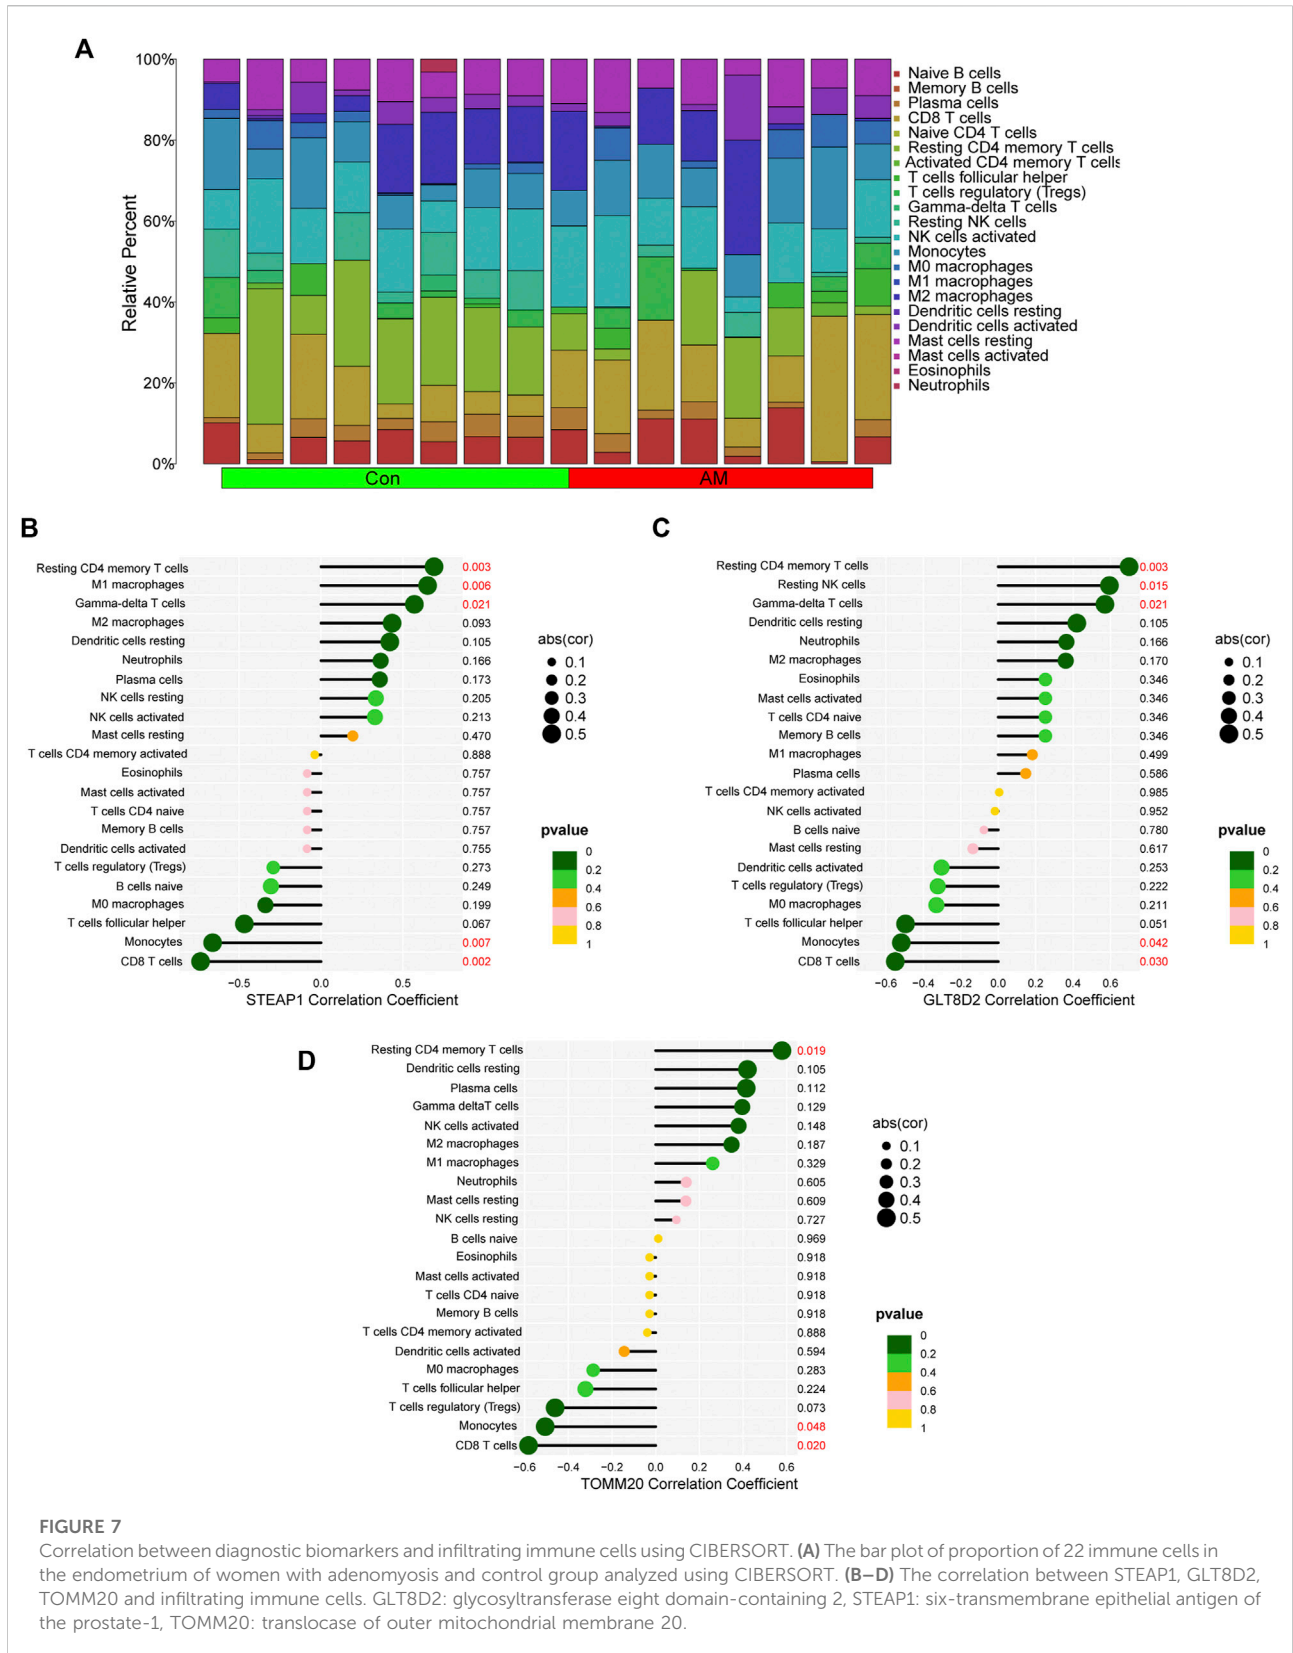 A
100%
80%
60%
40%
20%
0%
Relative Percent
Con
AM
Naive B cells
Memory B cells
Plasma cells
CD8 T cells
Naive CD4 T cells
Resting CD4 memory T cells
Activated CD4 memory T cells
T cells follicular helper
T cells regulatory (Tregs)
Gamma-delta T cells
Resting NK cells
NK cells activated
Monocytes
M0 macrophages
M1 macrophages
M2 macrophages
Dendritic cells resting
Dendritic cells activated
Mast cells resting
Mast cells activated
Eosinophils
Neutrophils
B
Resting CD4 memory T cells 0.003
M1 macrophages 0.006
Gamma-delta T cells 0.021
M2 macrophages 0.093
Dendritic cells resting 0.105
Neutrophils 0.166
Plasma cells 0.173
NK cells resting 0.205
NK cells activated 0.213
Mast cells resting 0.470
T cells CD4 memory activated 0.888
Eosinophils 0.757
Mast cells activated 0.757
T cells CD4 naive 0.757
Memory B cells 0.757
Dendritic cells activated 0.755
T cells regulatory (Tregs) 0.273
B cells naive 0.249
M0 macrophages 0.199
T cells follicular helper 0.067
Monocytes 0.007
CD8 T cells 0.002
−0.5 0.0 0.5
STEAP1 Correlation Coefficient
abs(cor)
0.1
0.2
0.3
0.4
0.5
pvalue
0
0.2
0.4
0.6
0.8
1
C
Resting CD4 memory T cells 0.003
Resting NK cells 0.015
Gamma-delta T cells 0.021
Dendritic cells resting 0.105
Neutrophils 0.166
M2 macrophages 0.170
Eosinophils 0.346
Mast cells activated 0.346
T cells CD4 naive 0.346
Memory B cells 0.346
M1 macrophages 0.499
Plasma cells 0.586
T cells CD4 memory activated 0.985
NK cells activated 0.952
B cells naive 0.780
Mast cells resting 0.617
Dendritic cells activated 0.253
T cells regulatory (Tregs) 0.222
M0 macrophages 0.211
T cells follicular helper 0.051
Monocytes 0.042
CD8 T cells 0.030
−0.6 −0.4 −0.2 0.0 0.2 0.4 0.6
GLT8D2 Correlation Coefficient
abs(cor)
0.1
0.2
0.3
0.4
0.5
pvalue
0
0.2
0.4
0.6
0.8
1
D
Resting CD4 memory T cells 0.019
Dendritic cells resting 0.105
Plasma cells 0.112
Gamma deltaT cells 0.129
NK cells activated 0.148
M2 macrophages 0.187
M1 macrophages 0.329
Neutrophils 0.605
Mast cells resting 0.609
NK cells resting 0.727
B cells naive 0.969
Eosinophils 0.918
Mast cells activated 0.918
T cells CD4 naive 0.918
Memory B cells 0.918
T cells CD4 memory activated 0.888
Dendritic cells activated 0.594
M0 macrophages 0.283
T cells follicular helper 0.224
T cells regulatory (Tregs) 0.073
Monocytes 0.048
CD8 T cells 0.020
−0.6 −0.4 −0.2 0.0 0.2 0.4 0.6
TOMM20 Correlation Coefficient
abs(cor)
0.1
0.2
0.3
0.4
0.5
pvalue
0
0.2
0.4
0.6
0.8
1
FIGURE 7
Correlation between diagnostic biomarkers and infiltrating immune cells using CIBERSORT. (A) The bar plot of proportion of 22 immune cells in
the endometrium of women with adenomyosis and control group analyzed using CIBERSORT. (B–D) The correlation between STEAP1, GLT8D2,
TOMM20 and infiltrating immune cells. GLT8D2: glycosyltransferase eight domain-containing 2, STEAP1: six-transmembrane epithelial antigen of
the prostate-1, TOMM20: translocase of outer mitochondrial membrane 20.